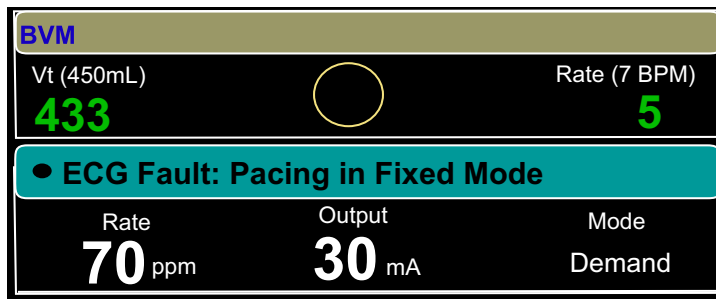 BVM
Vt (450mL) Rate (7 BPM)
433 5
ECG Fault: Pacing in Fixed Mode
Rate Output Mode
70 ppm 30 mA Demand